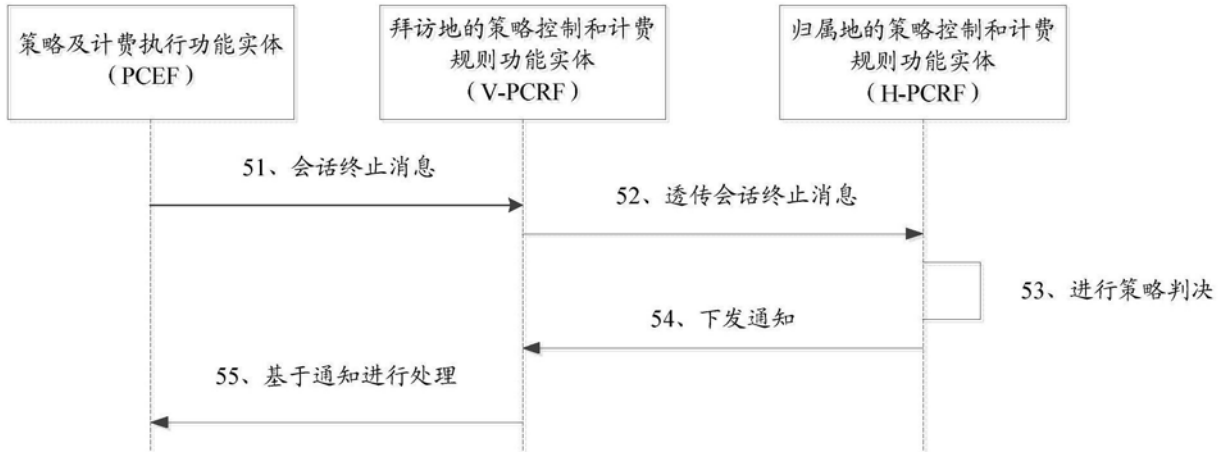 策略及计费执行功能实体
（PCEF）
拜访地的策略控制和计费
规则功能实体
（V-PCRF）
归属地的策略控制和计费
规则功能实体
（H-PCRF）
51、会话终止消息
52、透传会话终止消息
53、进行策略判决
54、下发通知
55、基于通知进行处理